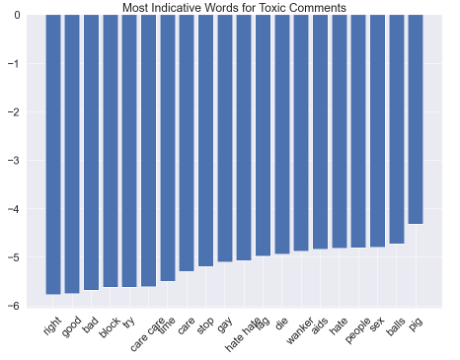 Most Indicative Words for Toxic Comments
0
−1
−2
−3
−4
−5
−6
right
good
bad
block
try
care care
time
care
stop
gay
hate hate
fag
die
wanker
aids
hate
people
sex
balls
pig